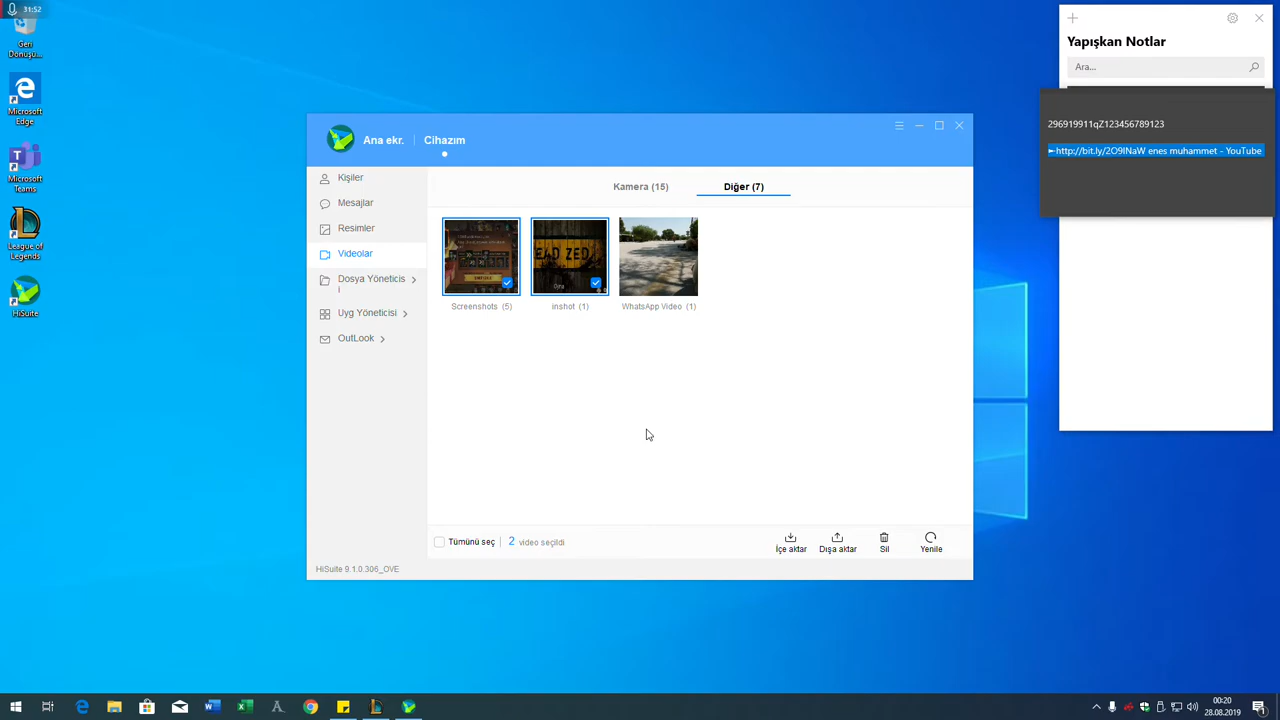 31:52
Geri
Dönüşü...
Microsoft
Edge
Microsoft
Teams
League of
Legends
HiSuite
Ana ekr.
Cihazım
Kişiler
Mesajlar
Resimler
Videolar
Dosya Yöneticis
i
Uyg Yöneticisi
OutLook
Kamera (15)
Diğer (7)
Screenshots (5)
inshot (1)
WhatsApp Video (1)
Tümünü seç
2 video seçildi
İçe aktar
Dışa aktar
Sil
Yenile
HiSuite 9.1.0.306_OVE
Yapışkan Notlar
Ara...
296919911qZ123456789123
►http://bit.ly/2O9lNaW enes muhammet - YouTube
00:20
28.08.2019